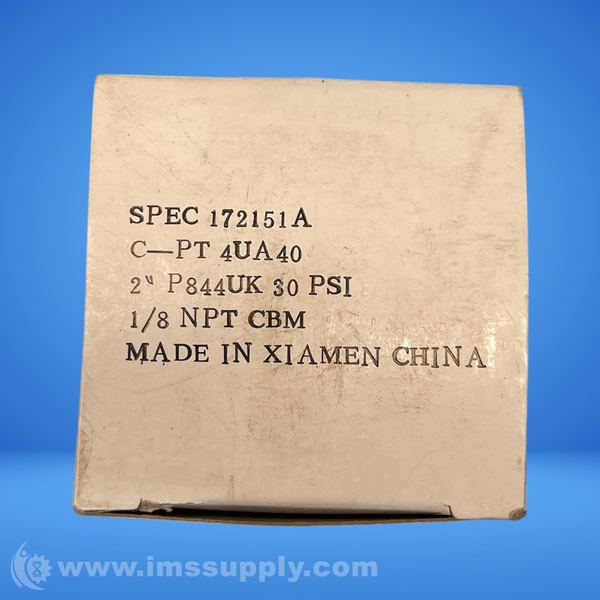 SPEC 172151A
C—PT 4UA40
2" P844UK 30 PSI
1/8 NPT CBM
MADE IN XIAMEN CHINA
www.imssupply.com